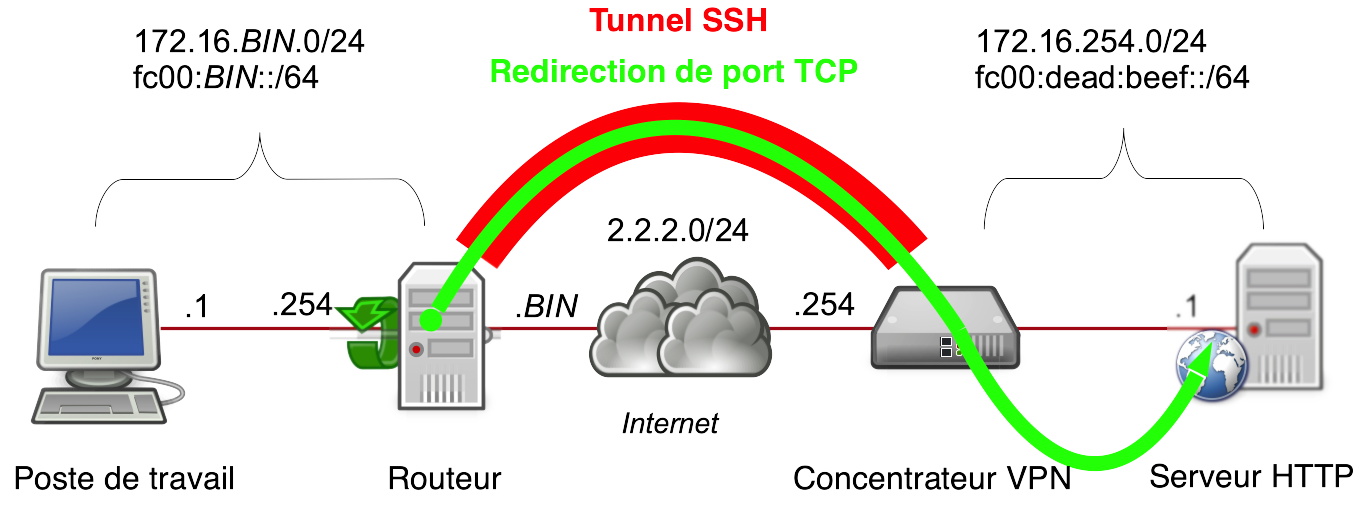 Tunnel SSH
Redirection de port TCP
172.16.BIN.0/24
fc00:BIN::/64
172.16.254.0/24
fc00:dead:beef::/64
2.2.2.0/24
.1
.254
.BIN
.254
.1
Internet
Poste de travail
Routeur
Concentrateur VPN
Serveur HTTP